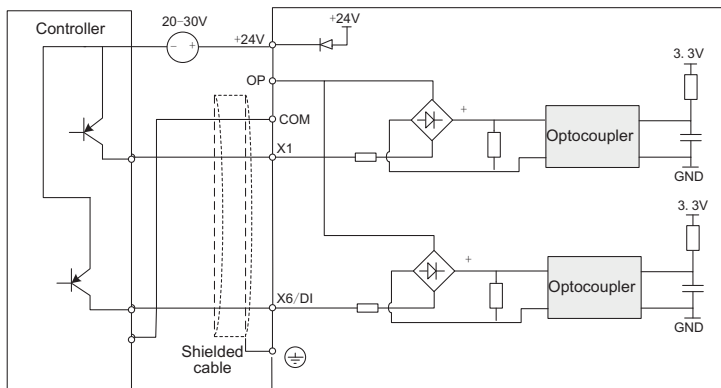 Controller
20-30V
- +
+24V
+24V
OP
COM
X1
+
Optocoupler
3. 3V
GND
X6/DI
+
Optocoupler
3. 3V
GND
Shielded
cable